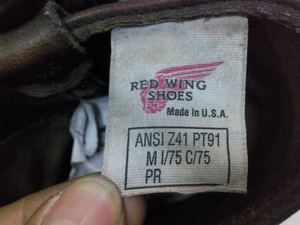 RED WING
SHOES
Made in U.S.A.
ANSI Z41 PT91
M I/75 C/75
PR